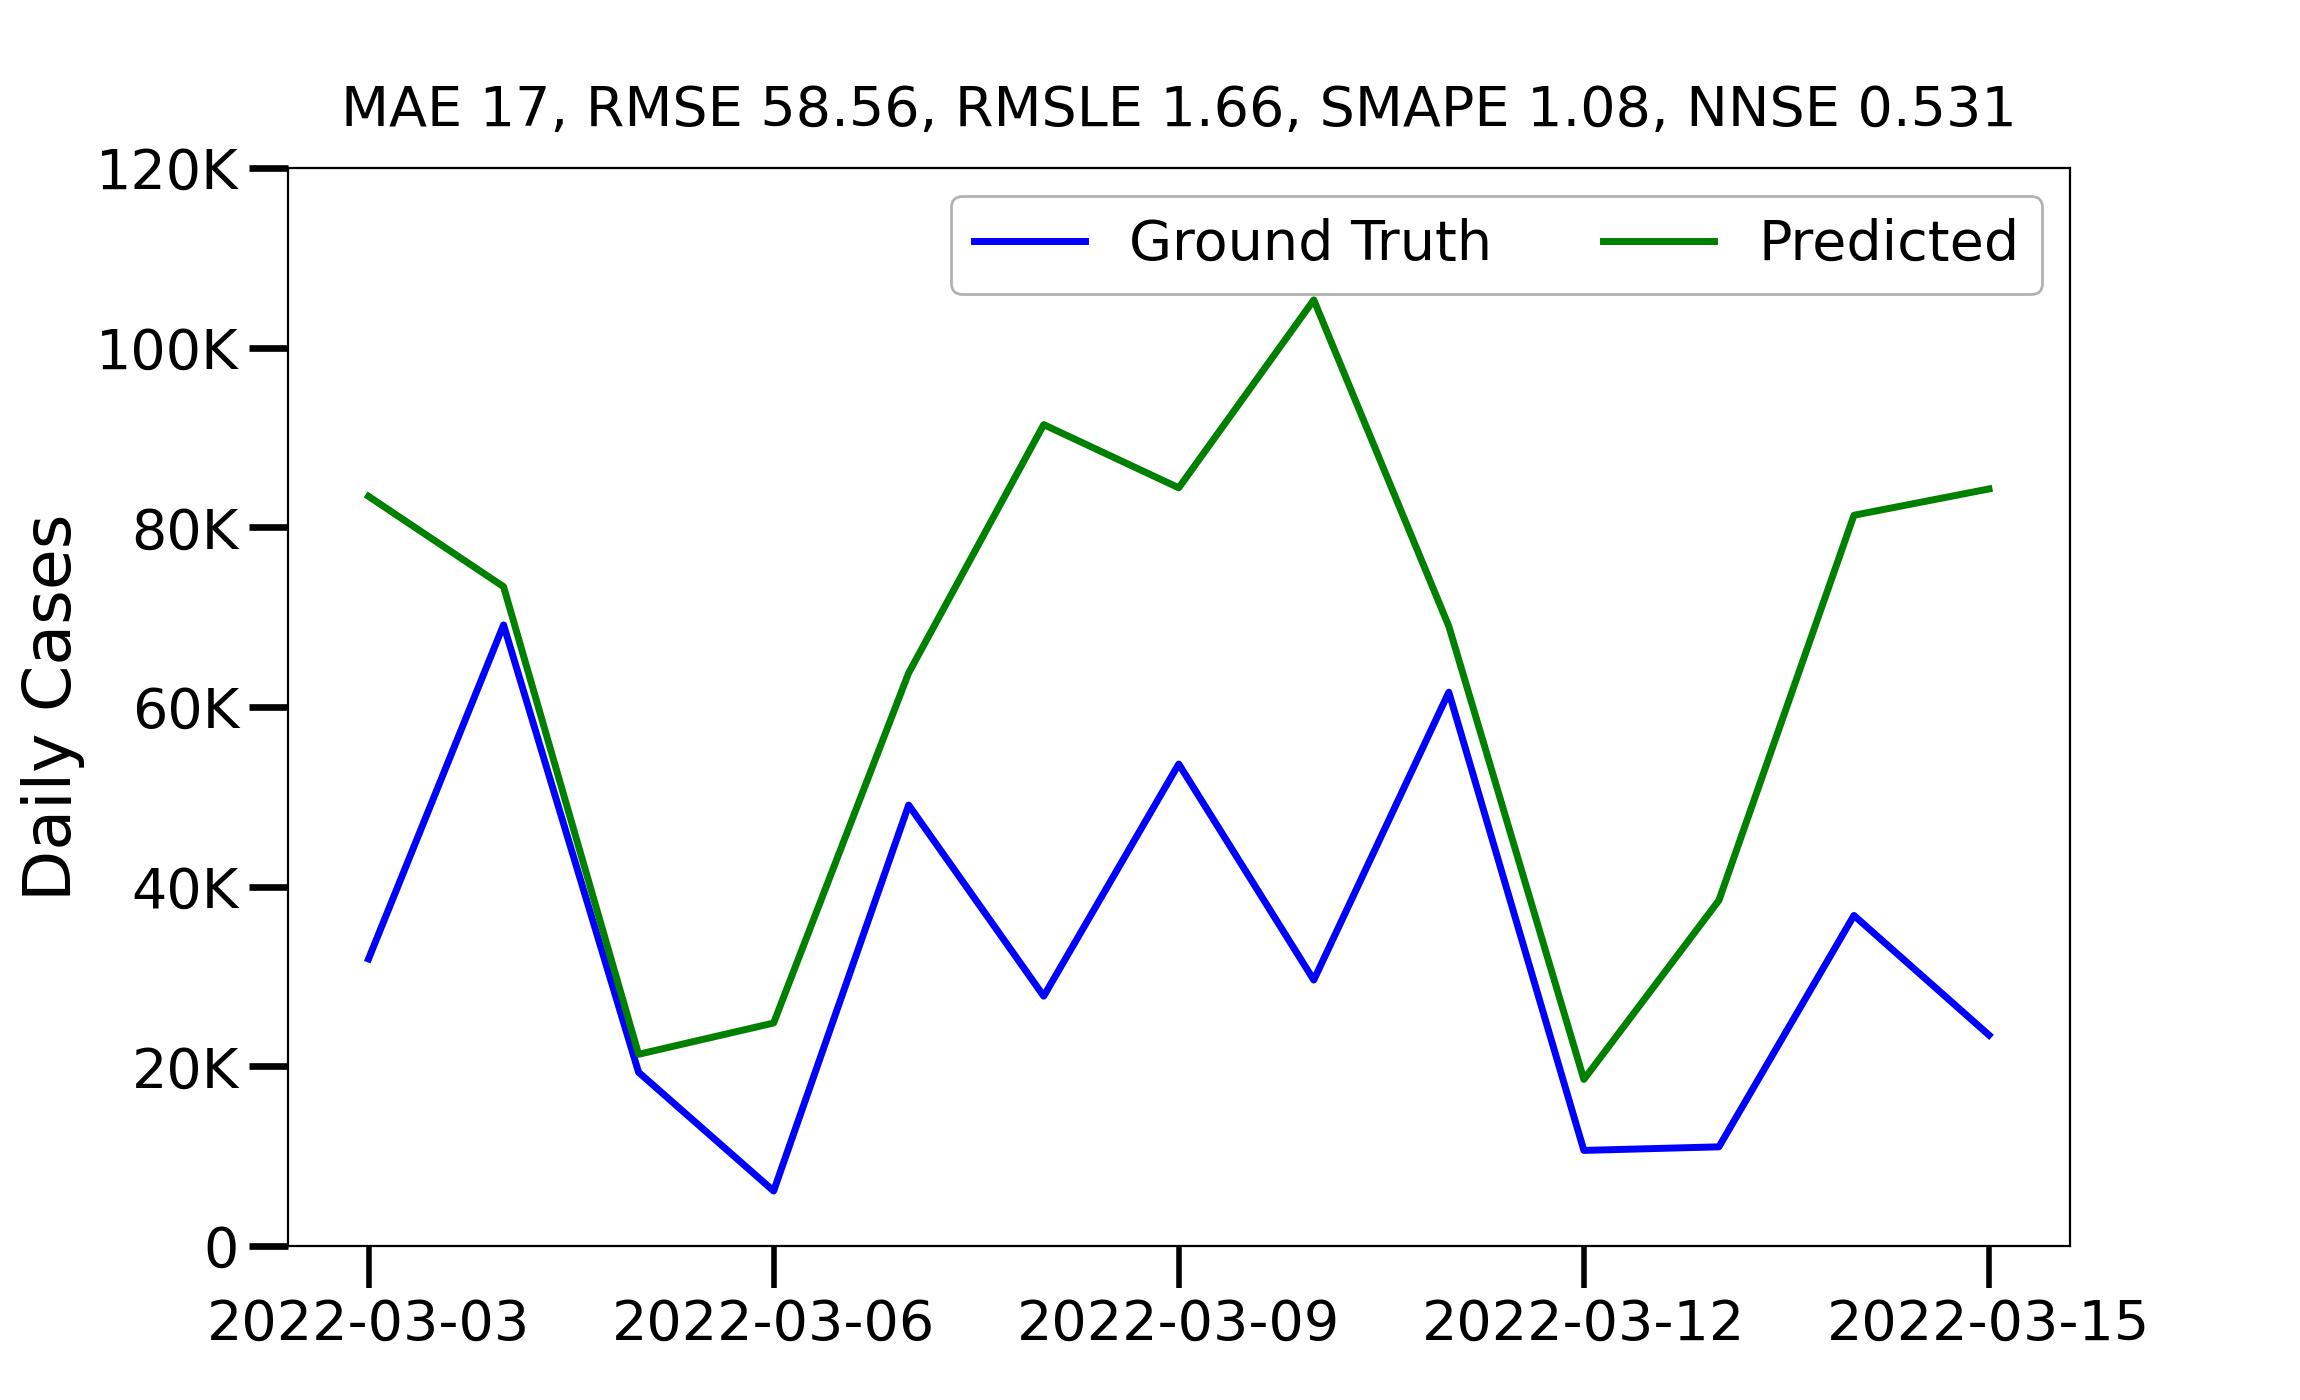 MAE 17, RMSE 58.56, RMSLE 1.66, SMAPE 1.08, NNSE 0.531
Ground Truth
Predicted
Daily Cases
120K
100K
80K
60K
40K
20K
0
2022-03-03 2022-03-06 2022-03-09 2022-03-12 2022-03-15